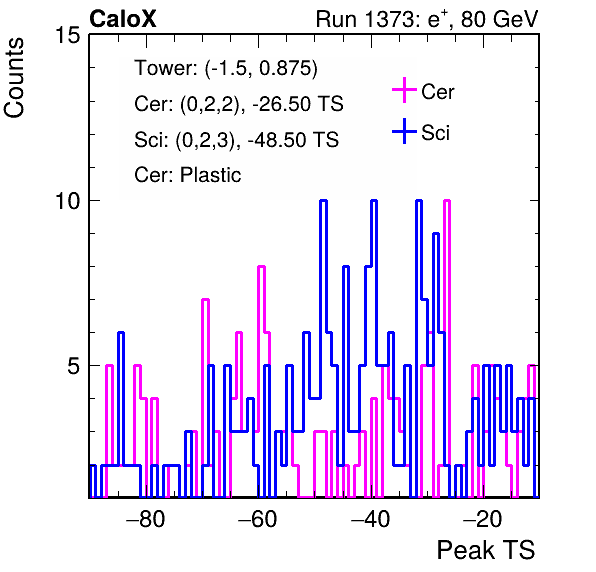 CaloX Run 1373: e⁺, 80 GeV
15
Counts
Tower: (-1.5, 0.875)
Cer
Cer: (0,2,2), -26.50 TS
Sci
Sci: (0,2,3), -48.50 TS
Cer: Plastic
10
5
−80 −60 −40 −20
Peak TS